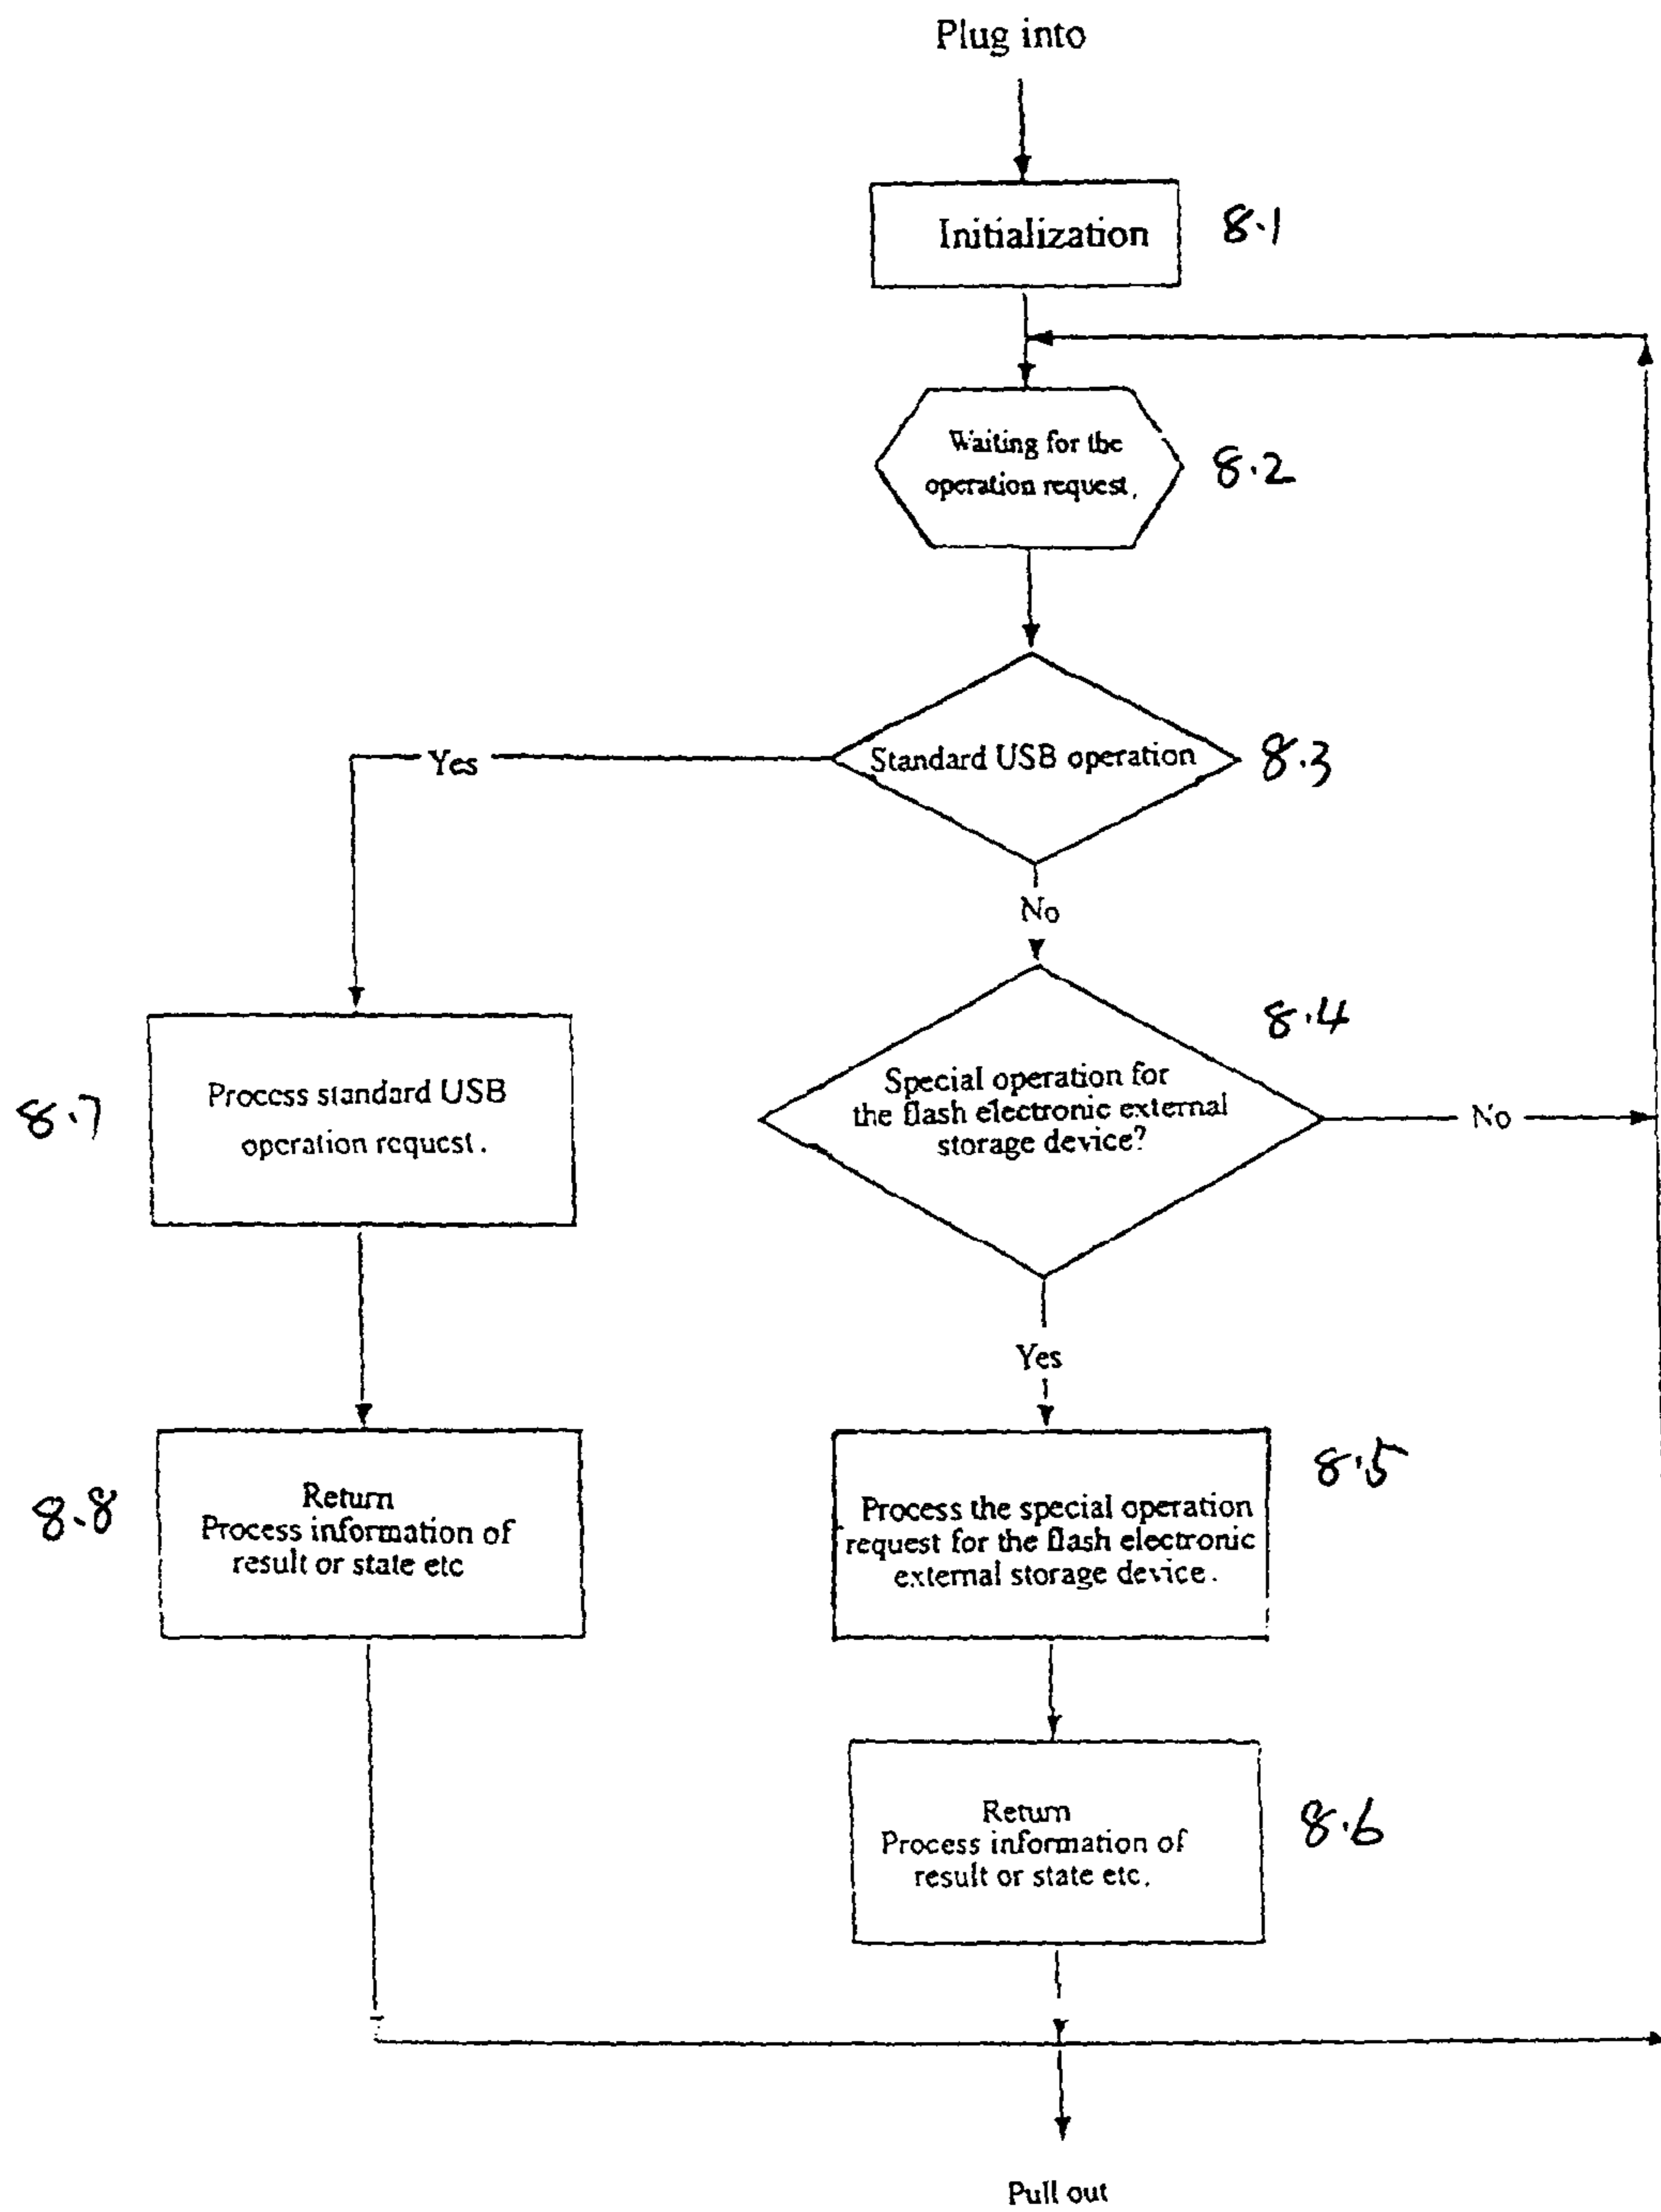 Plug into
Initialization
8.1
Waiting for the
operation request.
8.2
Standard USB operation
8.3
Yes
No
8.4
Special operation for
the flash electronic external
storage device?
No
8.7
Process standard USB
operation request.
Yes
8.5
Process the special operation
request for the flash electronic
external storage device.
8.8
Return
Process information of
result or state etc
8.6
Return
Process information of
result or state etc.
Pull out